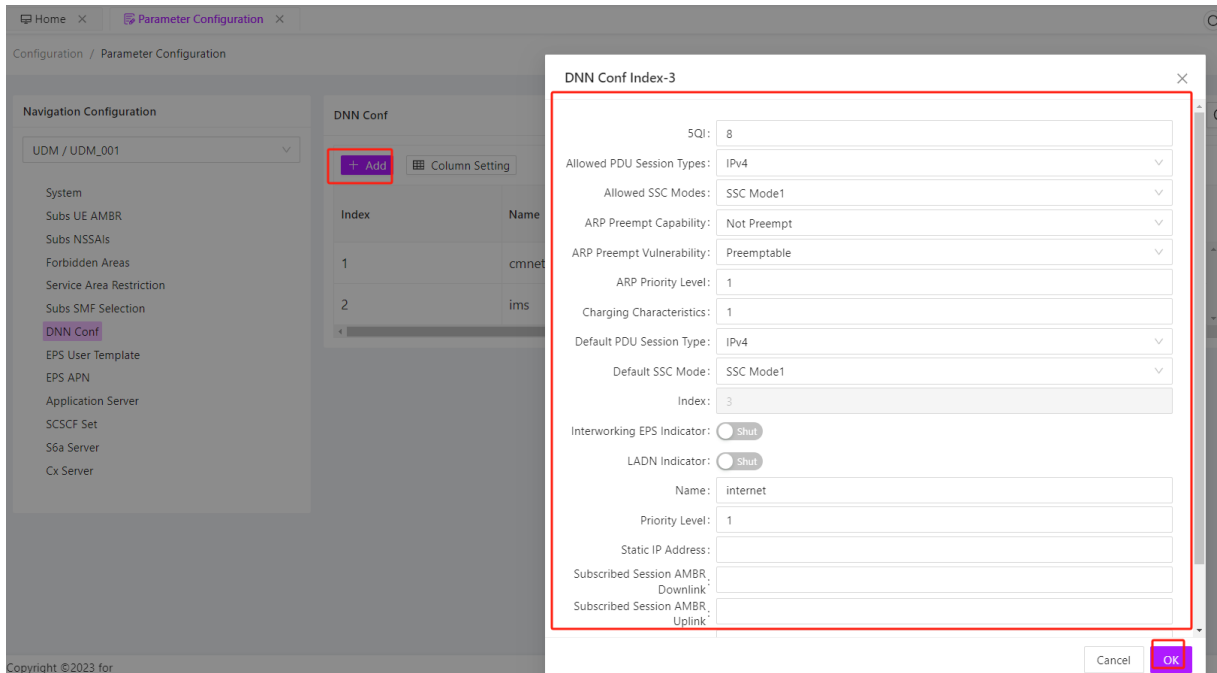 Home
Parameter Configuration
Configuration / Parameter Configuration
Navigation Configuration
UDM / UDM_001
System
Subs UE AMBR
Subs NSSAIs
Forbidden Areas
Service Area Restriction
Subs SMF Selection
DNN Conf
EPS User Template
EPS APN
Application Server
SCSCF Set
S6a Server
Cx Server
DNN Conf
+ Add
Column Setting
Index Name
1 cmnet
2 ims
DNN Conf Index-3
5QI: 8
Allowed PDU Session Types: IPv4
Allowed SSC Modes: SSC Mode1
ARP Preempt Capability: Not Preempt
ARP Preempt Vulnerability: Preemptable
ARP Priority Level: 1
Charging Characteristics: 1
Default PDU Session Type: IPv4
Default SSC Mode: SSC Mode1
Index: 3
Interworking EPS Indicator: Shut
LADN Indicator: Shut
Name: internet
Priority Level: 1
Static IP Address:
Subscribed Session AMBR
Downlink:
Subscribed Session AMBR
Uplink:
Cancel
OK
Copyright ©2023 for